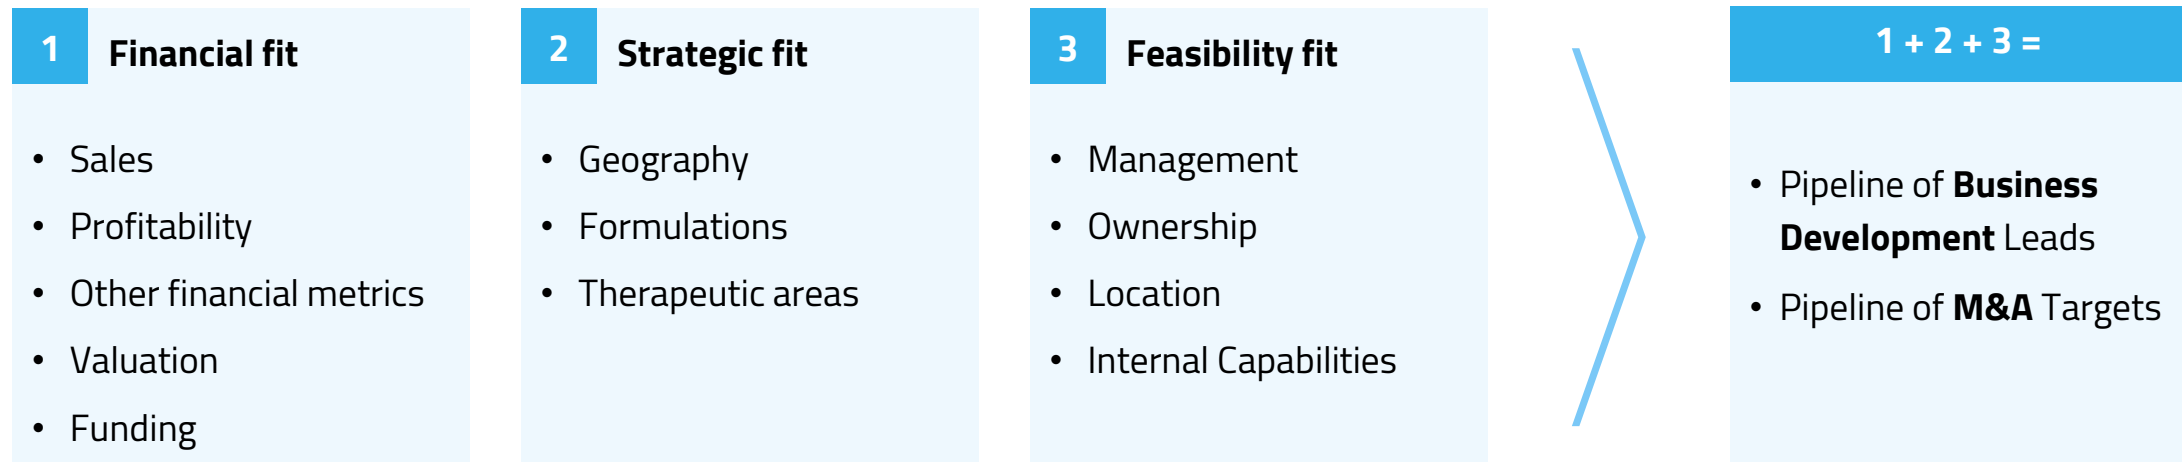 1
Financial fit
• Sales
• Profitability
• Other financial metrics
• Valuation
• Funding
2
Strategic fit
• Geography
• Formulations
• Therapeutic areas
3
Feasibility fit
• Management
• Ownership
• Location
• Internal Capabilities
1 + 2 + 3 =
• Pipeline of Business
Development Leads
• Pipeline of M&A Targets